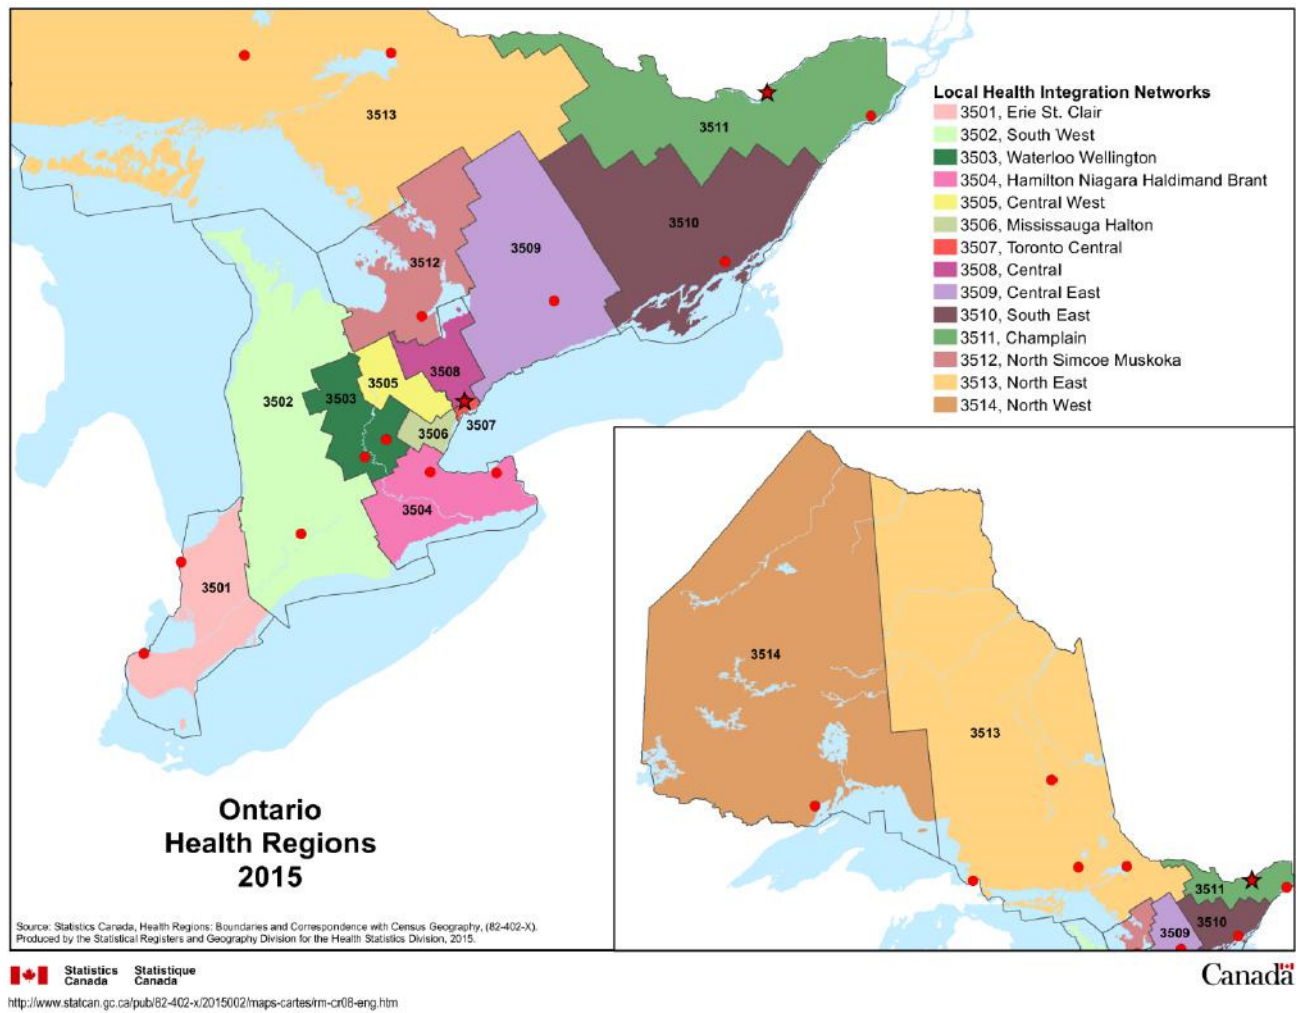 3513
3511
3510
3509
3512
3508
3505
3502
3503
3506
3507
3504
3501
Local Health Integration Networks
3501, Erie St. Clair
3502, South West
3503, Waterloo Wellington
3504, Hamilton Niagara Haldimand Brant
3505, Central West
3506, Mississauga Halton
3507, Toronto Central
3508, Central
3509, Central East
3510, South East
3511, Champlain
3512, North Simcoe Muskoka
3513, North East
3514, North West
3514
3513
3511
3510
3509
Ontario
Health Regions
2015
Source: Statistics Canada, Health Regions: Boundaries and Correspondence with Census Geography, (82-402-X).
Produced by the Statistical Registers and Geography Division for the Health Statistics Division, 2015.
Statistics Statistique
Canada Canada
Canada
http://www.statcan.gc.ca/pub/82-402-x/2015002/maps-cartes/rm-cr08-eng.htm